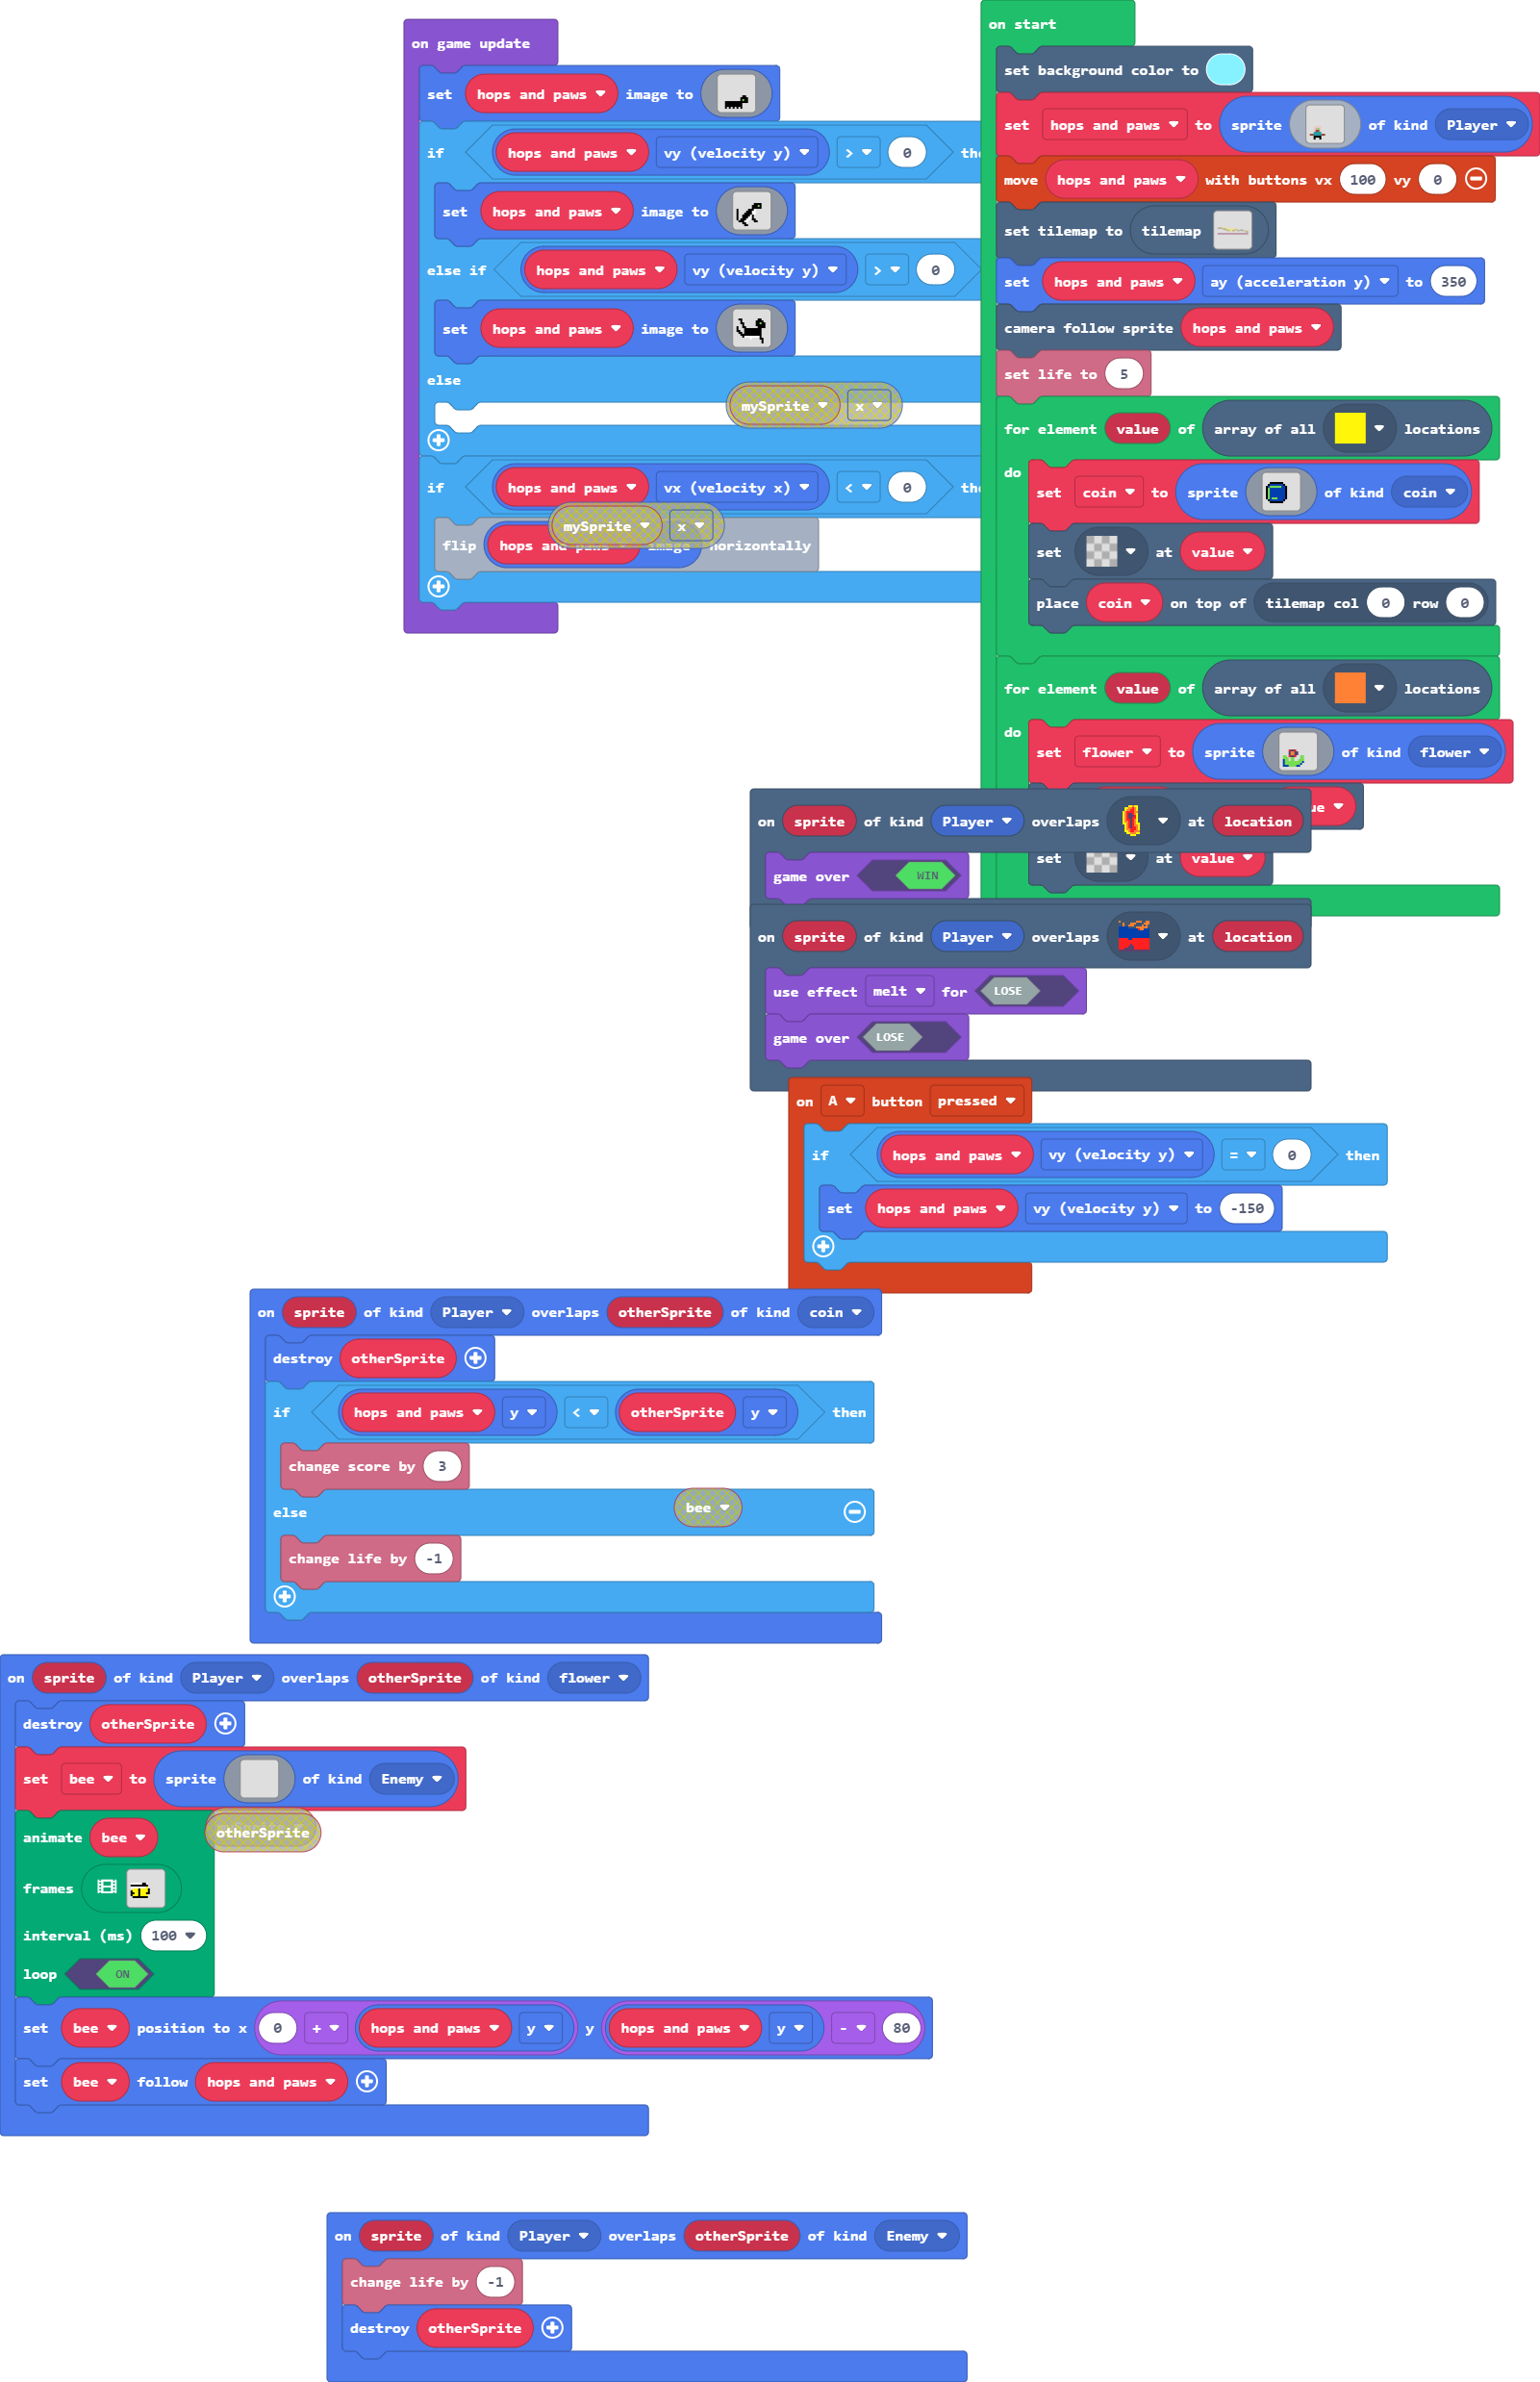 on game update
set hops and paws image to
if hops and paws vy (velocity y) > 0 the
set hops and paws image to
else if hops and paws vy (velocity y) > 0
set hops and paws image to
else
mySprite x
if hops and paws vx (velocity x) < 0 the
mySprite x
flip hops and image horizontally
on start
set background color to
set hops and paws to sprite of kind Player
move hops and paws with buttons vx 100 vy 0
set tilemap to tilemap
set hops and paws ay (acceleration y) to 350
camera follow sprite hops and paws
set life to 5
for element value of array of all locations
do
set coin to sprite of kind coin
set at value
place coin on top of tilemap col 0 row 0
for element value of array of all locations
do
set flower to sprite of kind flower
ue
set at value
on sprite of kind Player overlaps at location
game over WIN
on sprite of kind Player overlaps at location
use effect melt for LOSE
game over LOSE
on A button pressed
if hops and paws vy (velocity y) = 0 then
set hops and paws vy (velocity y) to -150
on sprite of kind Player overlaps otherSprite of kind coin
destroy otherSprite
if hops and paws y < otherSprite y then
change score by 3
else
bee
change life by -1
on sprite of kind Player overlaps otherSprite of kind flower
destroy otherSprite
set bee to sprite of kind Enemy
animate bee
otherSprite
frames
interval (ms) 100
loop ON
set bee position to x 0 + hops and paws y y hops and paws y - 80
set bee follow hops and paws
on sprite of kind Player overlaps otherSprite of kind Enemy
change life by -1
destroy otherSprite